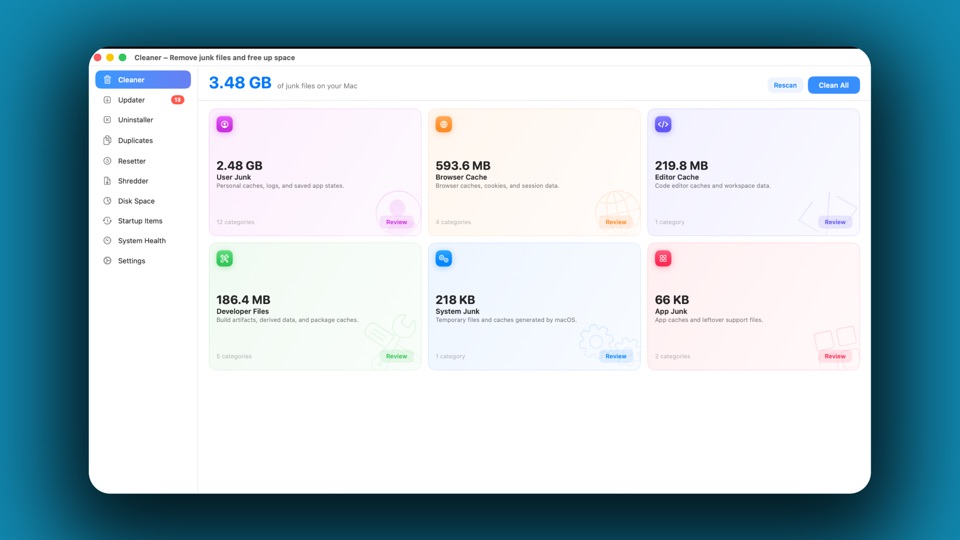 Cleaner – Remove junk files and free up space
Cleaner
Updater 13
Uninstaller
Duplicates
Resetter
Shredder
Disk Space
Startup Items
System Health
Settings
3.48 GB of junk files on your Mac
Rescan
Clean All
2.48 GB
User Junk
Personal caches, logs, and saved app states.
12 categories
Review
593.6 MB
Browser Cache
Browser caches, cookies, and session data.
4 categories
Review
219.8 MB
Editor Cache
Code editor caches and workspace data.
1 category
Review
186.4 MB
Developer Files
Build artifacts, derived data, and package caches.
5 categories
Review
218 KB
System Junk
Temporary files and caches generated by macOS.
1 category
Review
66 KB
App Junk
App caches and leftover support files.
2 categories
Review